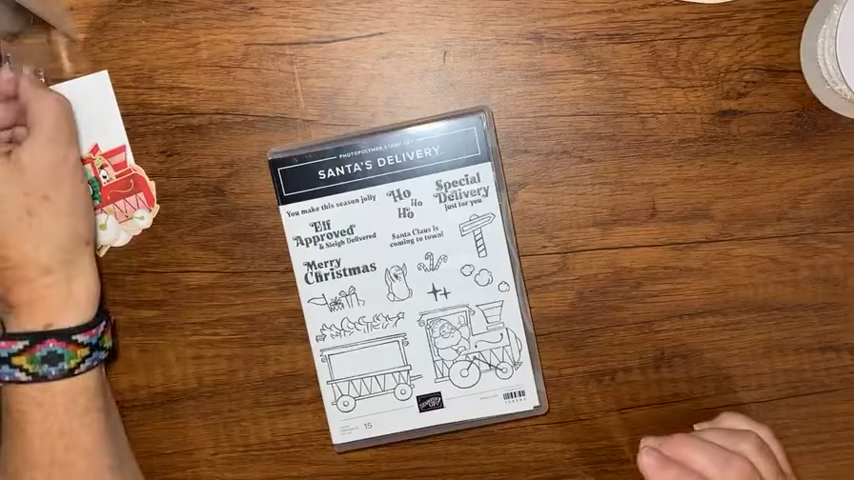 PHOTOPOLYMER STAMP SET
SANTA'S DELIVERY
You make this season jolly
Ho
Ho
Ho
Special
Delivery
just for you
Elf
Approved
& Sleigh Delivered
Santa Claus is
coming to town!
Merry
Christmas
15